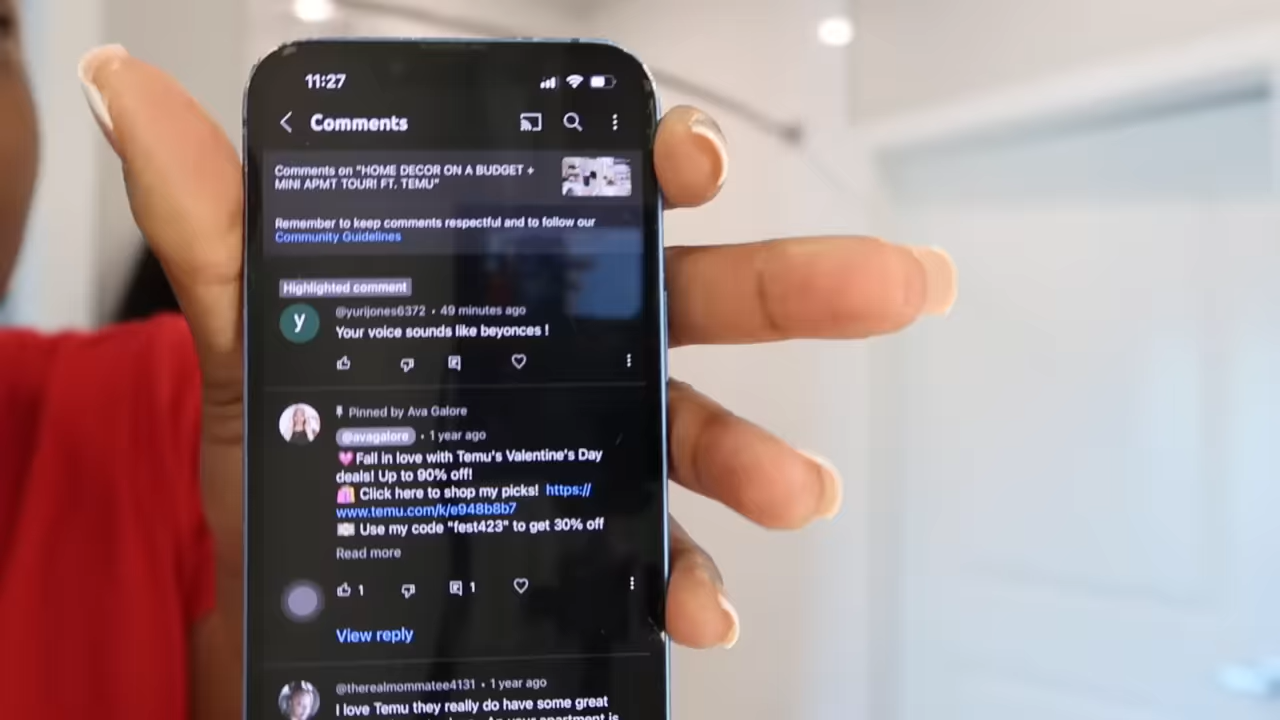 11:27
Comments
Comments on "HOME DECOR ON A BUDGET +
MINI APMT TOUR! FT. TEMU"
Remember to keep comments respectful and to follow our
Community Guidelines
Highlighted comment
y
@yurijones6372 • 49 minutes ago
Your voice sounds like beyonces !
Pinned by Ava Galore
@avagalore • 1 year ago
💗Fall in love with Temu's Valentine's Day
deals! Up to 90% off!
🛍️ Click here to shop my picks! https://
www.temu.com/k/e948b8b7
💌 Use my code "fest423" to get 30% off
Read more
1
1
View reply
@therealmommatee4131 • 1 year ago
I love Temu they really do have some great
your apartment is